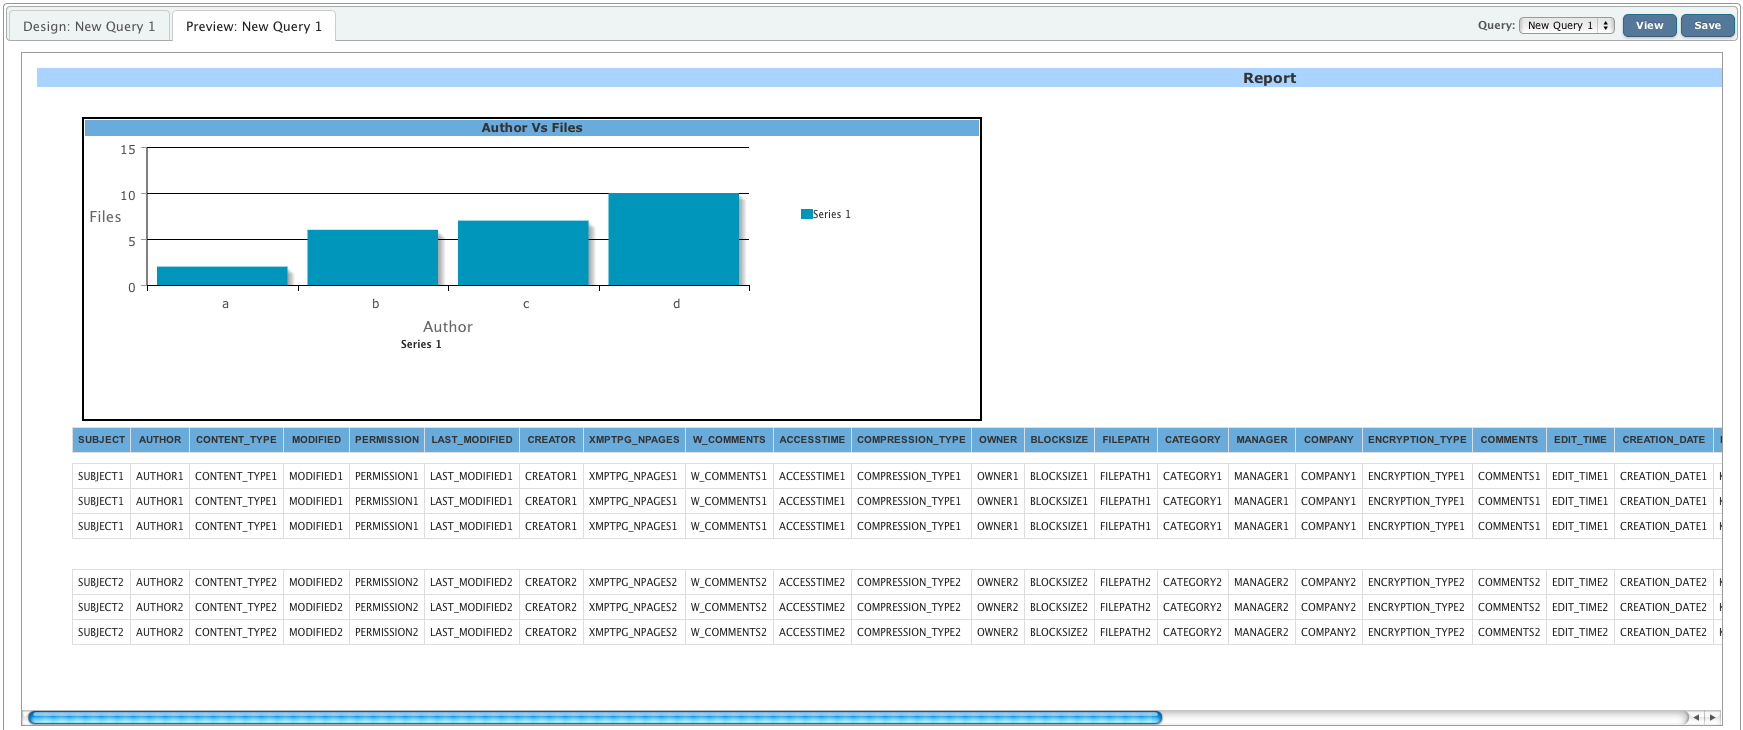 Design: New Query 1 Preview: New Query 1 Query: New Query 1 View Save
Report
Author Vs Files
15
10
Files
5
0
a b c d
Author
Series 1
Series 1
SUBJECT AUTHOR CONTENT_TYPE MODIFIED PERMISSION LAST_MODIFIED CREATOR XMPTPG_NPAGES W_COMMENTS ACCESSTIME COMPRESSION_TYPE OWNER BLOCKSIZE FILEPATH CATEGORY MANAGER COMPANY ENCRYPTION_TYPE COMMENTS EDIT_TIME CREATION_DATE
SUBJECT1 AUTHOR1 CONTENT_TYPE1 MODIFIED1 PERMISSION1 LAST_MODIFIED1 CREATOR1 XMPTPG_NPAGES1 W_COMMENTS1 ACCESSTIME1 COMPRESSION_TYPE1 OWNER1 BLOCKSIZE1 FILEPATH1 CATEGORY1 MANAGER1 COMPANY1 ENCRYPTION_TYPE1 COMMENTS1 EDIT_TIME1 CREATION_DATE1
SUBJECT1 AUTHOR1 CONTENT_TYPE1 MODIFIED1 PERMISSION1 LAST_MODIFIED1 CREATOR1 XMPTPG_NPAGES1 W_COMMENTS1 ACCESSTIME1 COMPRESSION_TYPE1 OWNER1 BLOCKSIZE1 FILEPATH1 CATEGORY1 MANAGER1 COMPANY1 ENCRYPTION_TYPE1 COMMENTS1 EDIT_TIME1 CREATION_DATE1
SUBJECT1 AUTHOR1 CONTENT_TYPE1 MODIFIED1 PERMISSION1 LAST_MODIFIED1 CREATOR1 XMPTPG_NPAGES1 W_COMMENTS1 ACCESSTIME1 COMPRESSION_TYPE1 OWNER1 BLOCKSIZE1 FILEPATH1 CATEGORY1 MANAGER1 COMPANY1 ENCRYPTION_TYPE1 COMMENTS1 EDIT_TIME1 CREATION_DATE1
SUBJECT2 AUTHOR2 CONTENT_TYPE2 MODIFIED2 PERMISSION2 LAST_MODIFIED2 CREATOR2 XMPTPG_NPAGES2 W_COMMENTS2 ACCESSTIME2 COMPRESSION_TYPE2 OWNER2 BLOCKSIZE2 FILEPATH2 CATEGORY2 MANAGER2 COMPANY2 ENCRYPTION_TYPE2 COMMENTS2 EDIT_TIME2 CREATION_DATE2
SUBJECT2 AUTHOR2 CONTENT_TYPE2 MODIFIED2 PERMISSION2 LAST_MODIFIED2 CREATOR2 XMPTPG_NPAGES2 W_COMMENTS2 ACCESSTIME2 COMPRESSION_TYPE2 OWNER2 BLOCKSIZE2 FILEPATH2 CATEGORY2 MANAGER2 COMPANY2 ENCRYPTION_TYPE2 COMMENTS2 EDIT_TIME2 CREATION_DATE2
SUBJECT2 AUTHOR2 CONTENT_TYPE2 MODIFIED2 PERMISSION2 LAST_MODIFIED2 CREATOR2 XMPTPG_NPAGES2 W_COMMENTS2 ACCESSTIME2 COMPRESSION_TYPE2 OWNER2 BLOCKSIZE2 FILEPATH2 CATEGORY2 MANAGER2 COMPANY2 ENCRYPTION_TYPE2 COMMENTS2 EDIT_TIME2 CREATION_DATE2